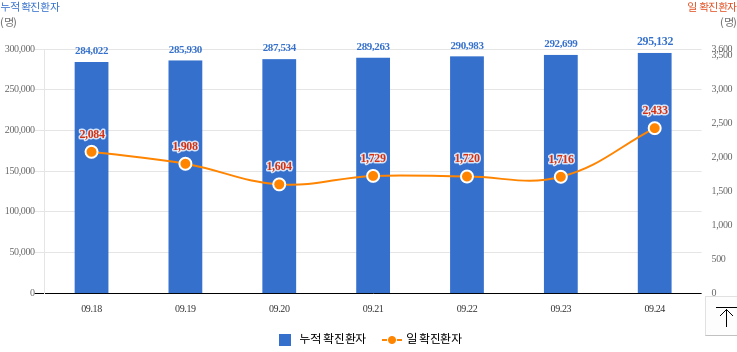 누적 확진환자 일 확진환자
(명) (명)
284,022 285,930 287,534 289,263 290,983 292,699 295,132
300,000 3,600
3,500
250,000 3,000
2,433
2,500
200,000 2,084
1,908 1,604 1,729 1,720 1,716 2,000
150,000 1,500
100,000 1,000
50,000 500
0 0
09.18 09.19 09.20 09.21 09.22 09.23 09.24
누적 확진환자 일 확진환자